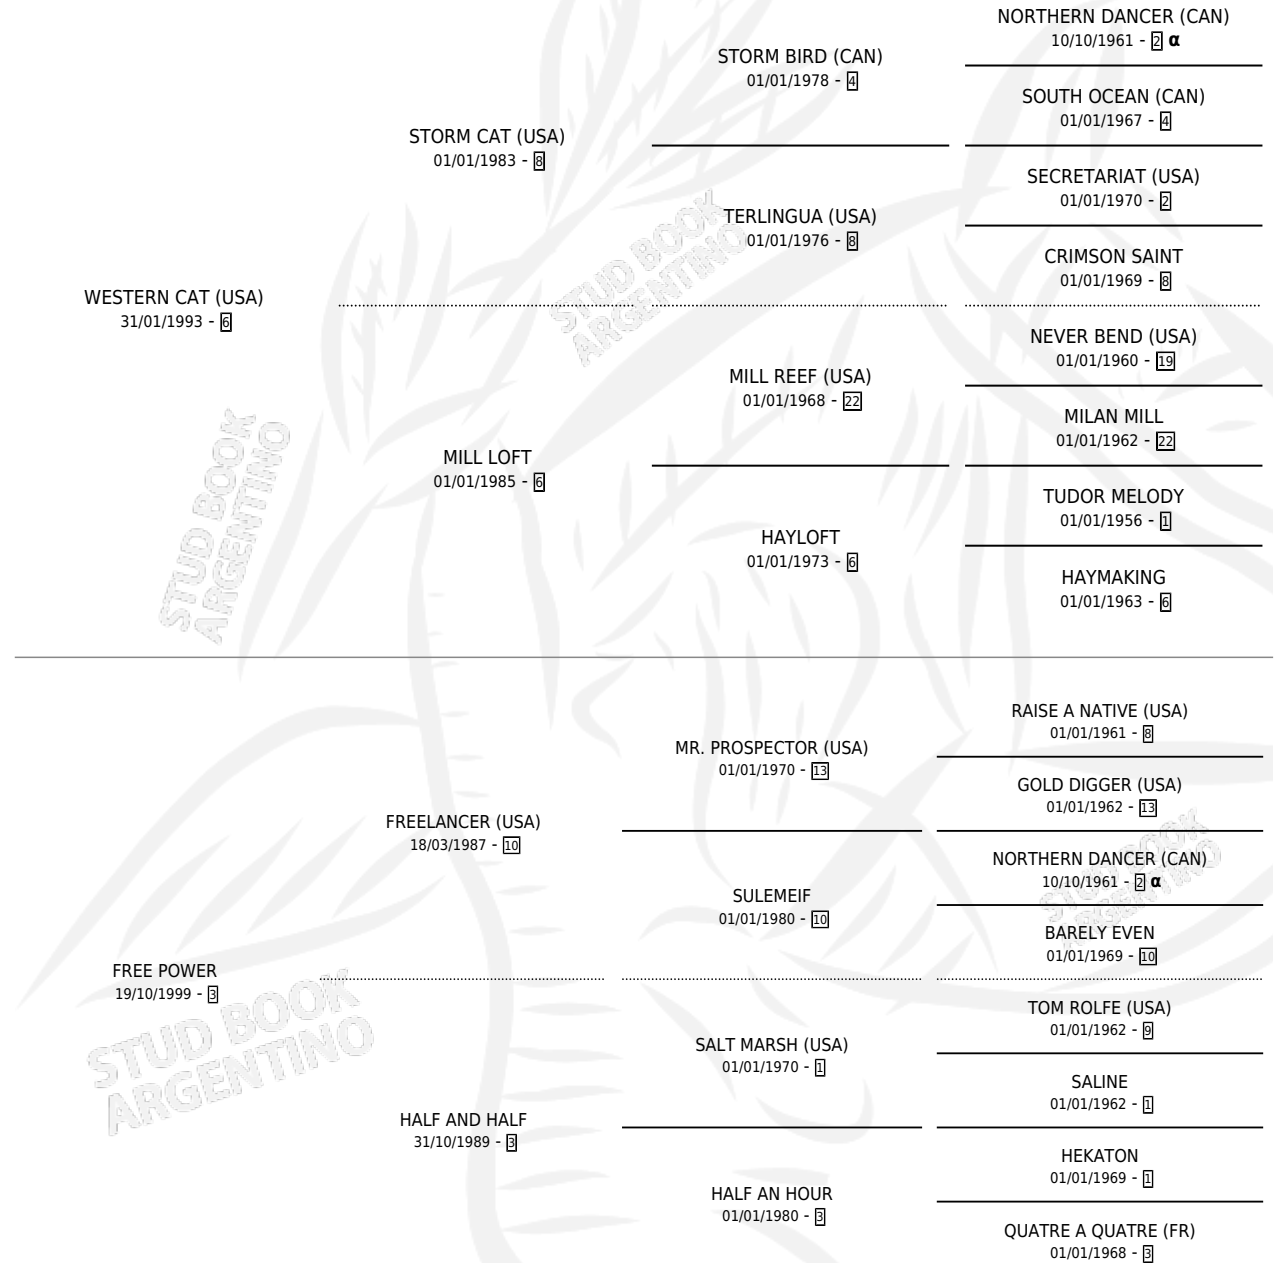 NORTHERN DANCER (CAN)
10/10/1961 - 2 α
STORM BIRD (CAN)
01/01/1978 - 4
SOUTH OCEAN (CAN)
01/01/1967 - 4
STORM CAT (USA)
01/01/1983 - 8
SECRETARIAT (USA)
01/01/1970 - 2
TERLINGUA (USA)
01/01/1976 - 8
CRIMSON SAINT
01/01/1969 - 8
WESTERN CAT (USA)
31/01/1993 - 6
NEVER BEND (USA)
01/01/1960 - 19
MILL REEF (USA)
01/01/1968 - 22
MILAN MILL
01/01/1962 - 22
MILL LOFT
01/01/1985 - 6
TUDOR MELODY
01/01/1956 - 1
HAYLOFT
01/01/1973 - 6
HAYMAKING
01/01/1963 - 6
STUD BOOK
ARGENTINO
STUD BOOK
ARGENTINO
RAISE A NATIVE (USA)
01/01/1961 - 8
MR. PROSPECTOR (USA)
01/01/1970 - 13
GOLD DIGGER (USA)
01/01/1962 - 13
FREELANCER (USA)
18/03/1987 - 10
NORTHERN DANCER (CAN)
10/10/1961 - 2 α
SULEMEIF
01/01/1980 - 10
BARELY EVEN
01/01/1969 - 10
FREE POWER
19/10/1999 - 3
TOM ROLFE (USA)
01/01/1962 - 9
SALT MARSH (USA)
01/01/1970 - 1
SALINE
01/01/1962 - 1
HALF AND HALF
31/10/1989 - 3
HEKATON
01/01/1969 - 1
HALF AN HOUR
01/01/1980 - 3
QUATRE A QUATRE (FR)
01/01/1968 - 3
STUD BOOK
ARGENTINO
STUD BOOK
ARGENTINO